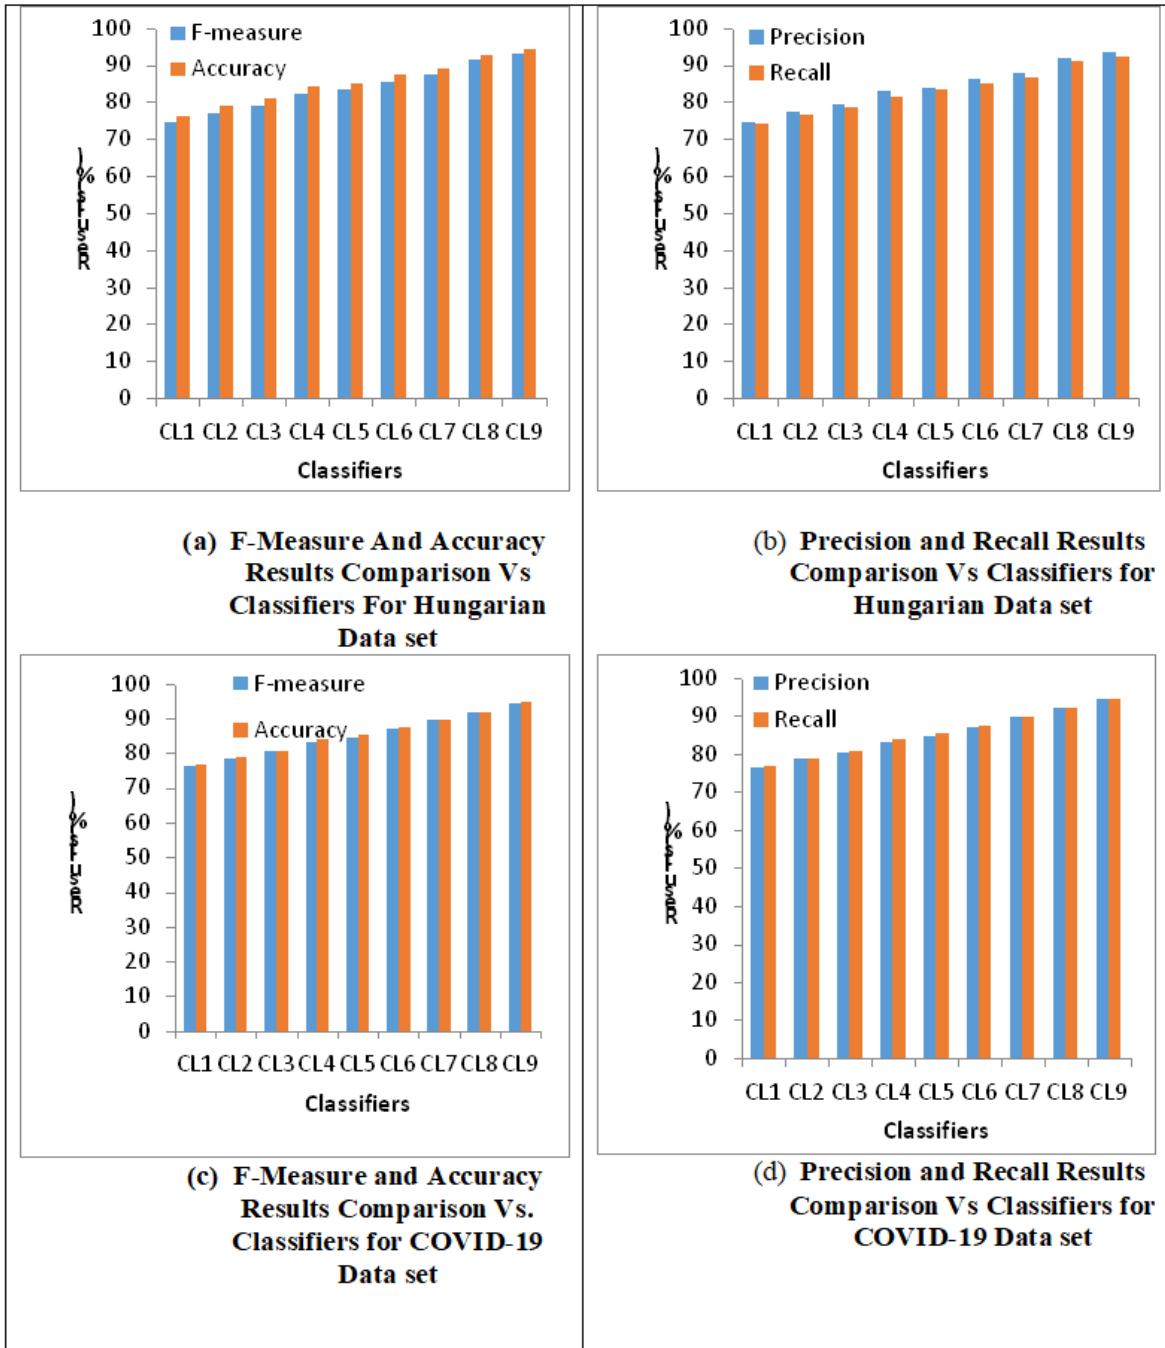 100
90
80
70
60
50
40
30
20
10
0
F-measure
Accuracy
Results(%)
CL1 CL2 CL3 CL4 CL5 CL6 CL7 CL8 CL9
Classifiers
(a) F-Measure And Accuracy
Results Comparison Vs
Classifiers For Hungarian
Data set
100
90
80
70
60
50
40
30
20
10
0
Precision
Recall
Results(%)
CL1 CL2 CL3 CL4 CL5 CL6 CL7 CL8 CL9
Classifiers
(b) Precision and Recall Results
Comparison Vs Classifiers for
Hungarian Data set
100
90
80
70
60
50
40
30
20
10
0
F-measure
Accuracy
Results(%)
CL1 CL2 CL3 CL4 CL5 CL6 CL7 CL8 CL9
Classifiers
(c) F-Measure and Accuracy
Results Comparison Vs.
Classifiers for COVID-19
Data set
100
90
80
70
60
50
40
30
20
10
0
Precision
Recall
Results(%)
CL1 CL2 CL3 CL4 CL5 CL6 CL7 CL8 CL9
Classifiers
(d) Precision and Recall Results
Comparison Vs Classifiers for
COVID-19 Data set